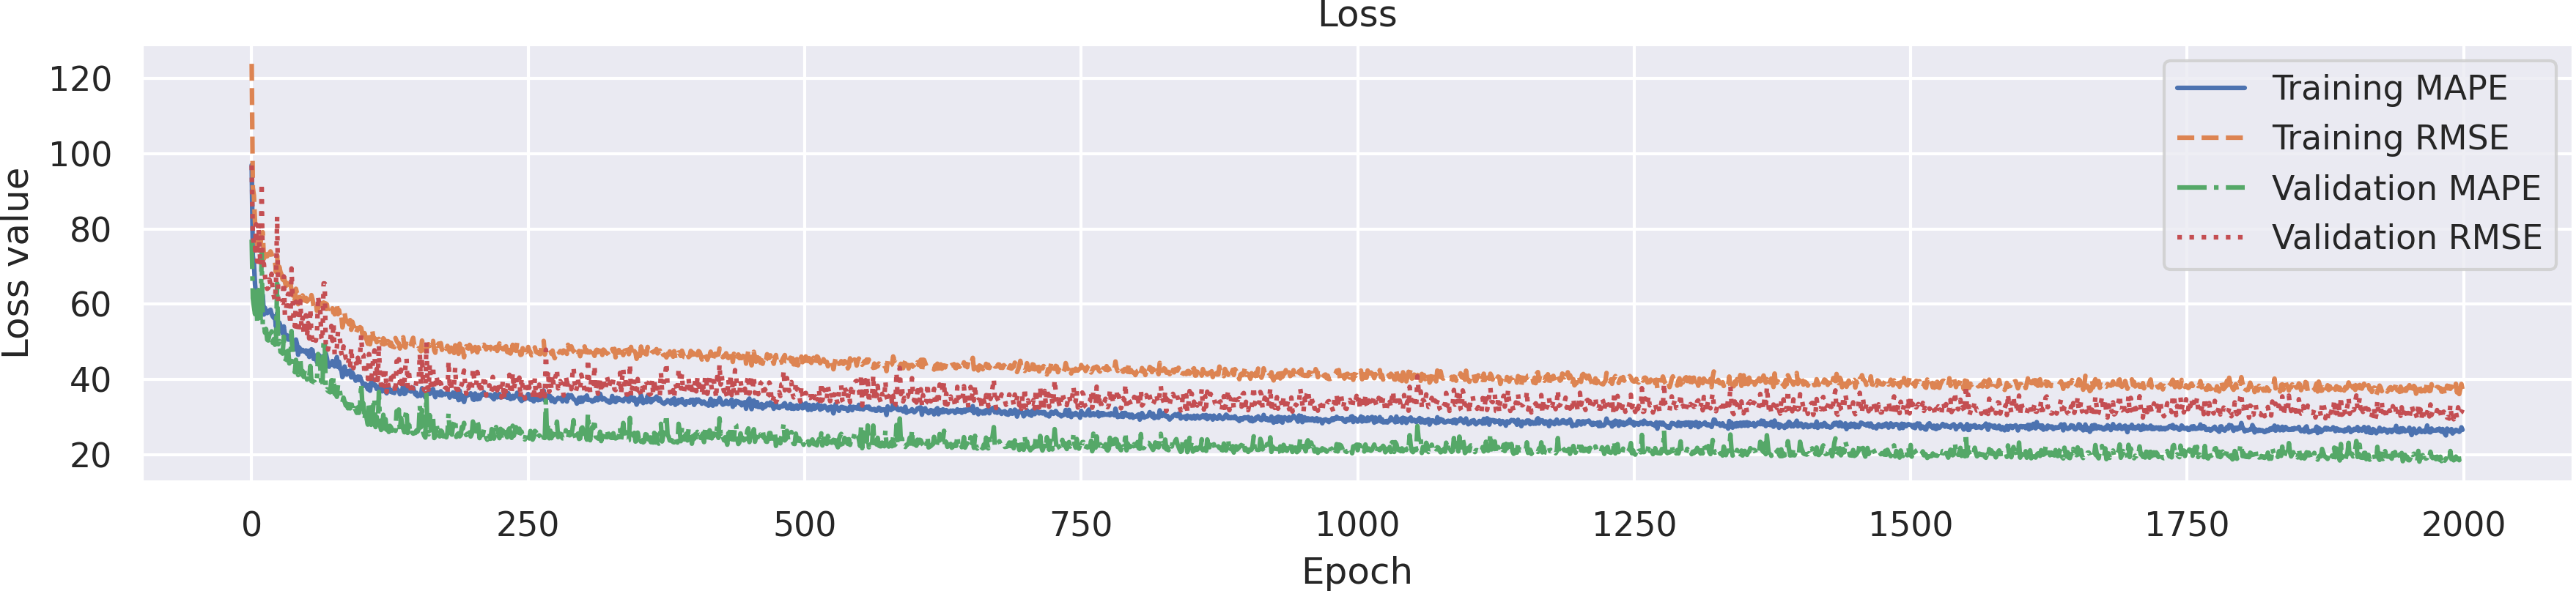 Loss
120
100
80
60
40
20
Loss value
0 250 500 750 1000 1250 1500 1750 2000
Epoch
Training MAPE
Training RMSE
Validation MAPE
Validation RMSE